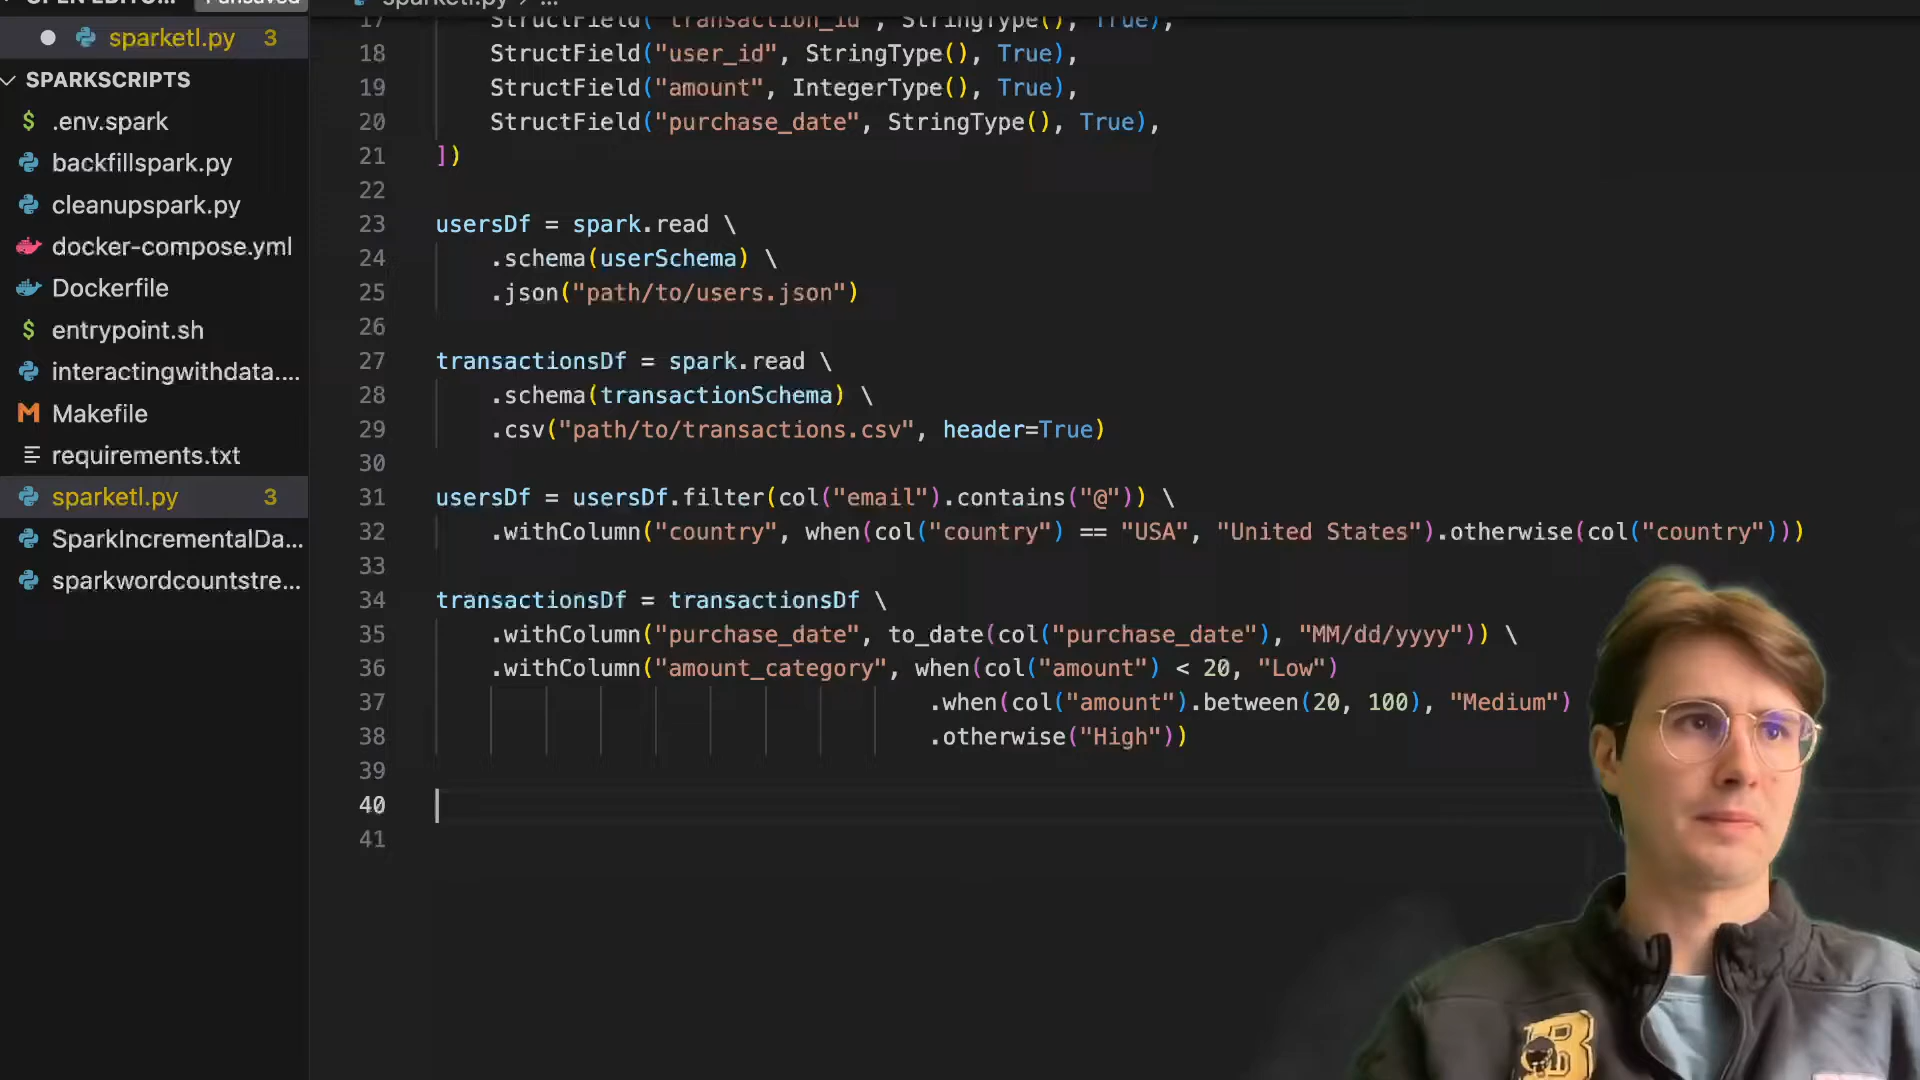 sparketl.py 3
SPARKSCRIPTS
.env.spark
backfillspark.py
cleanupspark.py
docker-compose.yml
Dockerfile
entrypoint.sh
interactingwithdata....
Makefile
requirements.txt
sparketl.py 3
SparkIncrementalDa...
sparkwordcountstre...
17 StructField("transaction_id", StringType(), True),
18 StructField("user_id", StringType(), True),
19 StructField("amount", IntegerType(), True),
20 StructField("purchase_date", StringType(), True),
21 ])
22
23 usersDf = spark.read \
24 .schema(userSchema) \
25 .json("path/to/users.json")
26
27 transactionsDf = spark.read \
28 .schema(transactionSchema) \
29 .csv("path/to/transactions.csv", header=True)
30
31 usersDf = usersDf.filter(col("email").contains("@")) \
32 .withColumn("country", when(col("country") == "USA", "United States").otherwise(col("country")))
33
34 transactionsDf = transactionsDf \
35 .withColumn("purchase_date", to_date(col("purchase_date"), "MM/dd/yyyy")) \
36 .withColumn("amount_category", when(col("amount") < 20, "Low")
37 .when(col("amount").between(20, 100), "Medium")
38 .otherwise("High"))
39
40
41
B